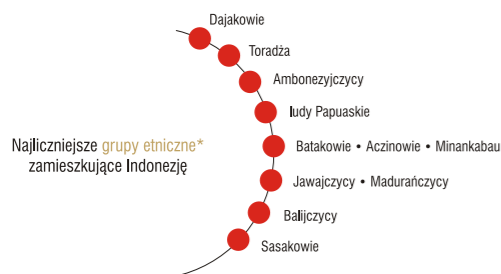 Dajakowie
Toradża
Ambonezyjczycy
ludy Papuaskie
Najliczniejsze grupy etniczne*
zamieszkujące Indonezję
Batakowie • Aczinowie • Minankabau
Jawajczycy • Madurańczycy
Balijczycy
Sasakowie